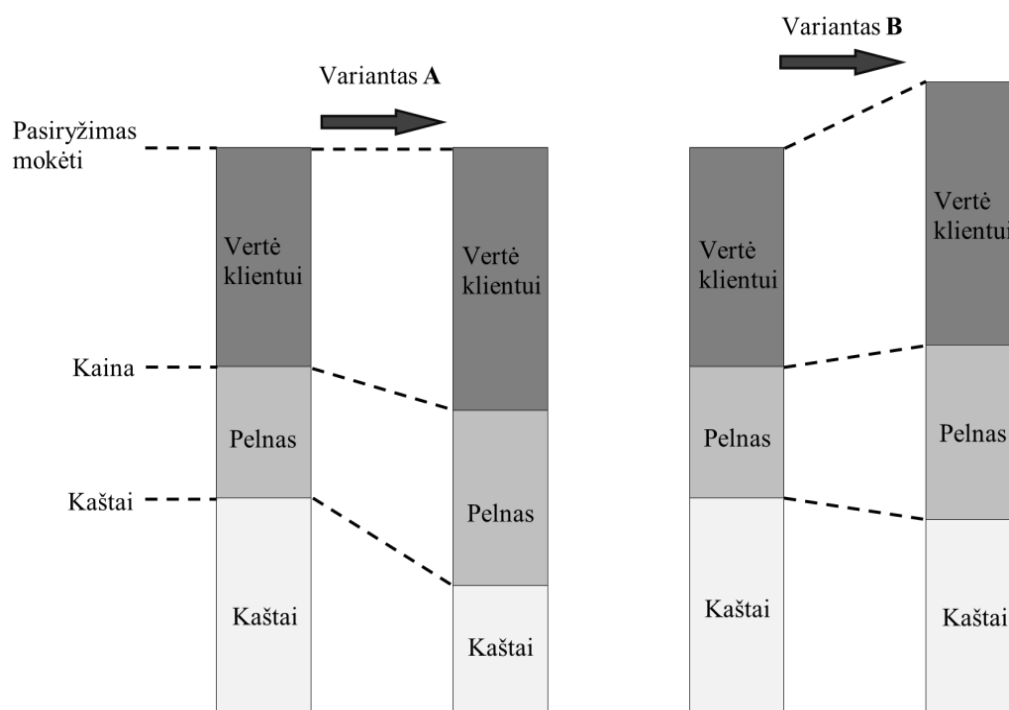 Variantas B
Variantas A
Pasiryžimas
mokėti
Vertė
klientui
Vertė
klientui
Vertė
klientui
Vertė
klientui
Kaina
Pelnas
Pelnas
Pelnas
Pelnas
Kaštai
Kaštai
Kaštai
Kaštai
Kaštai